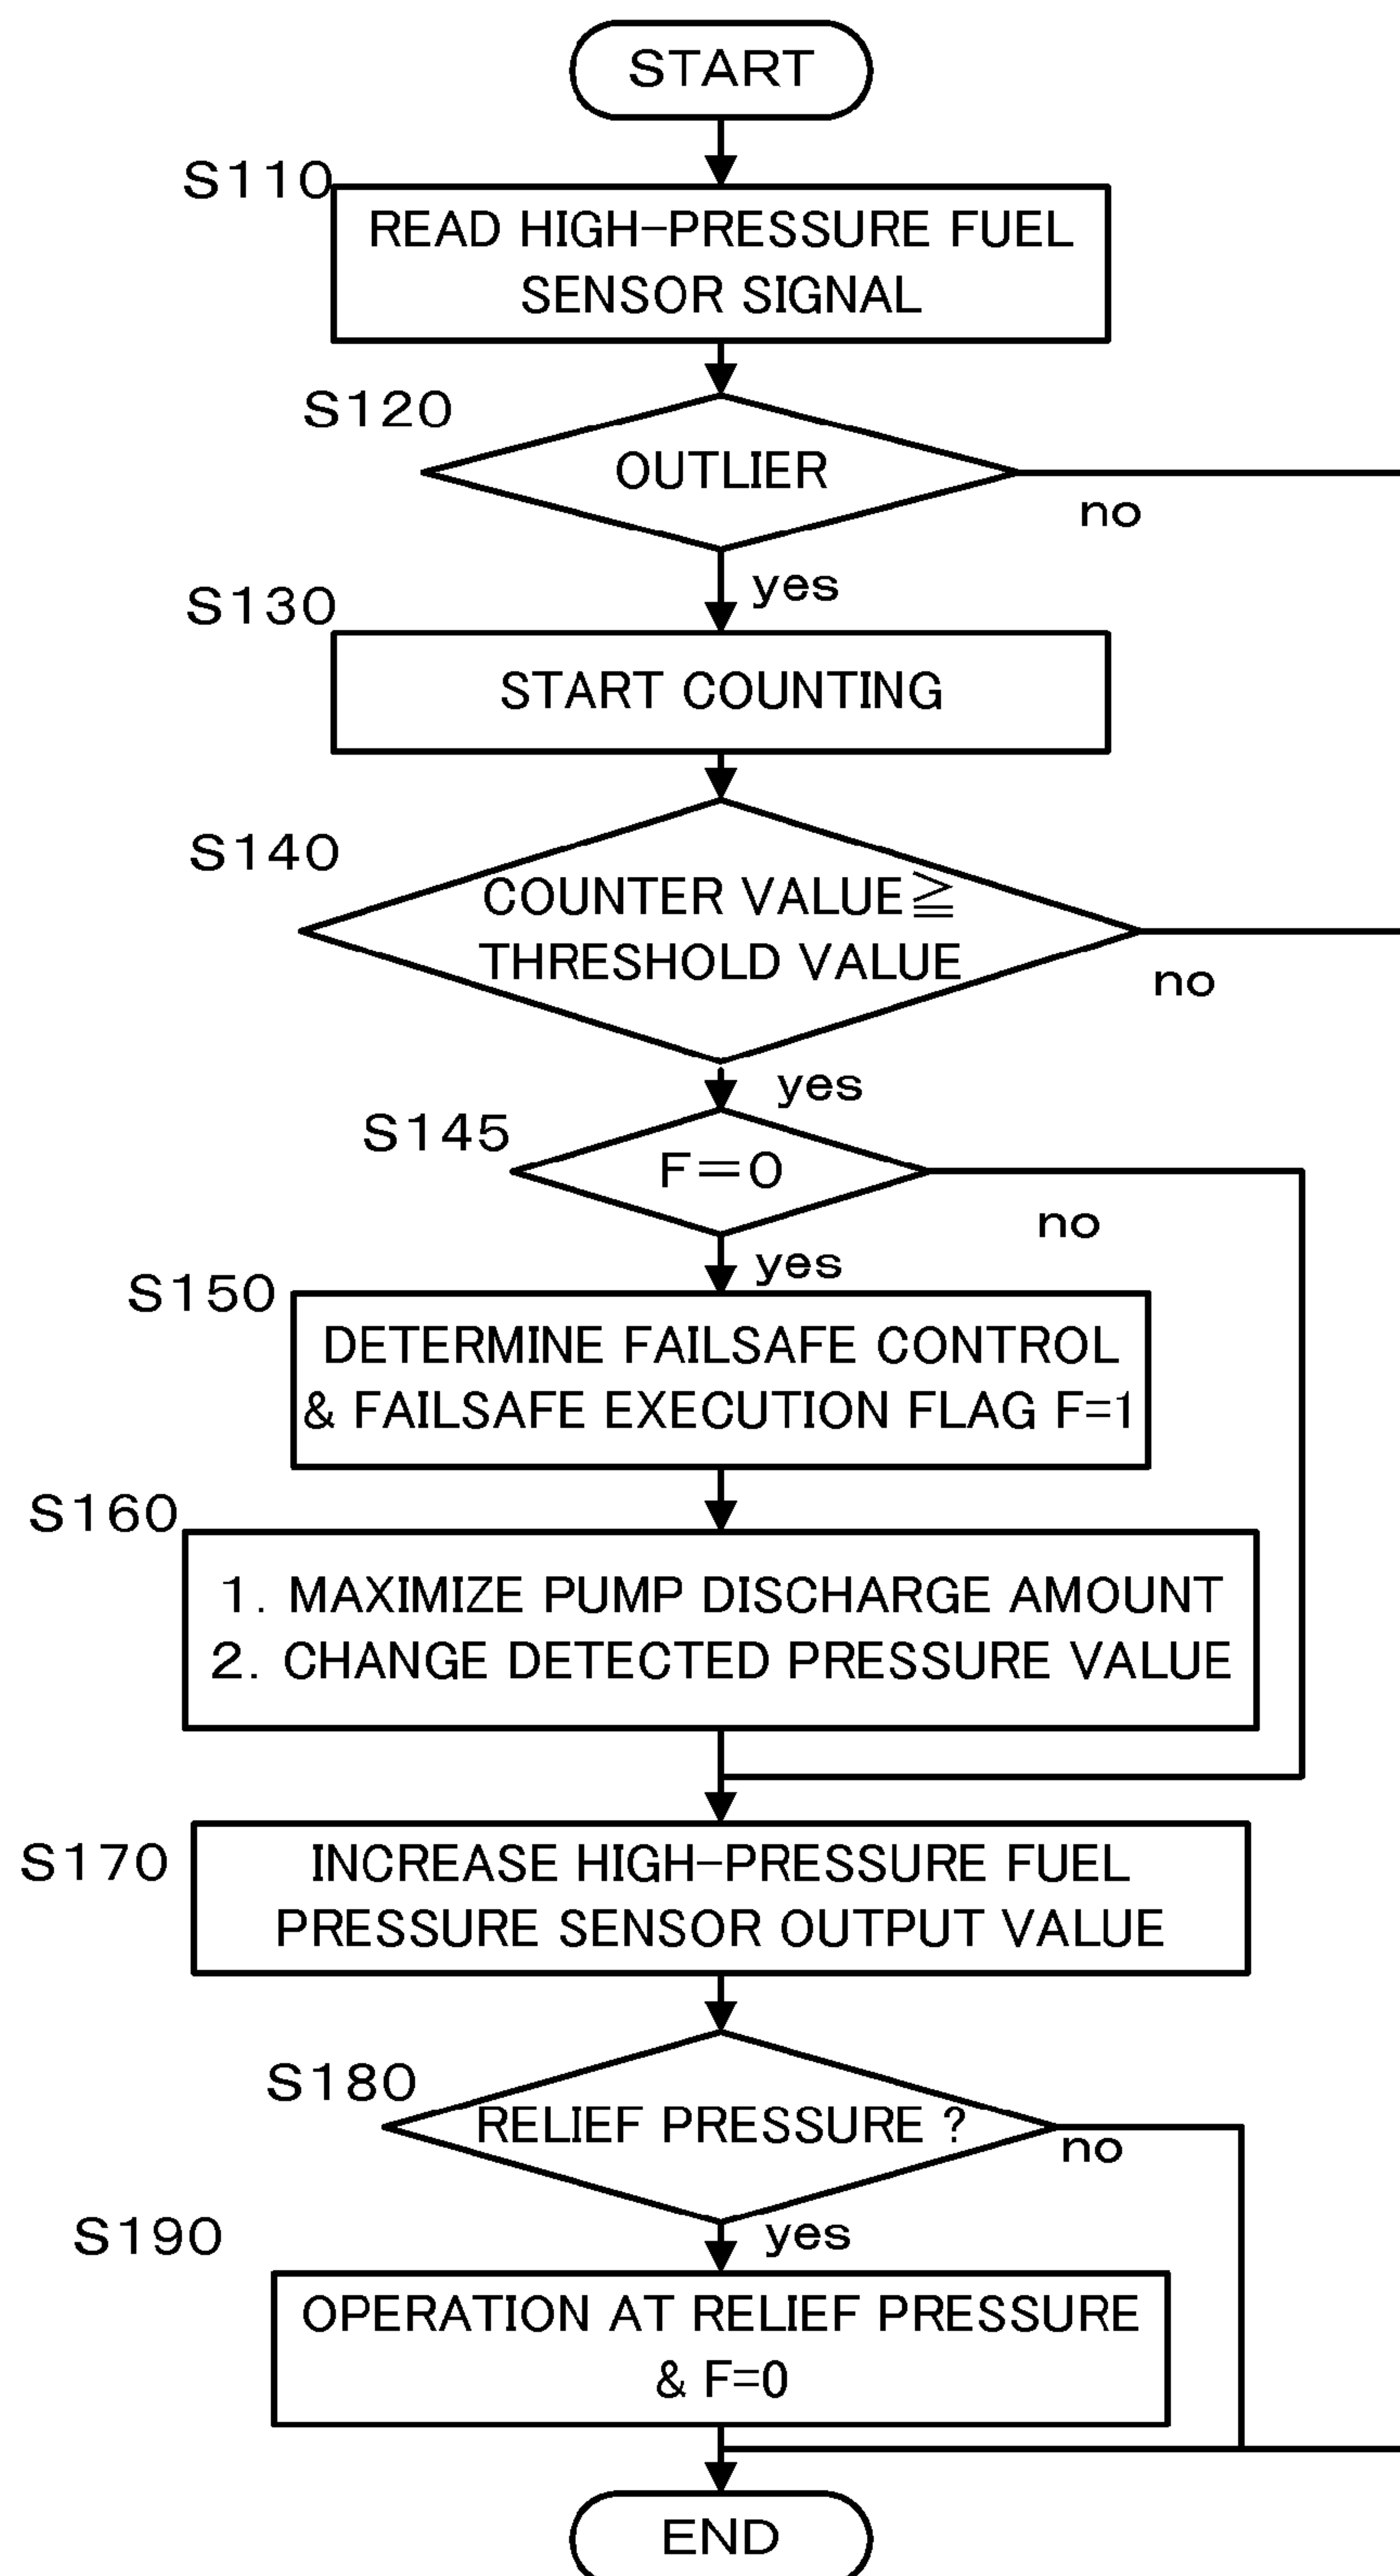 START
S110
READ HIGH-PRESSURE FUEL
SENSOR SIGNAL
S120
OUTLIER
no
yes
S130
START COUNTING
S140
COUNTER VALUE≧
THRESHOLD VALUE
no
yes
S145
F=0
no
yes
S150
DETERMINE FAILSAFE CONTROL
& FAILSAFE EXECUTION FLAG F=1
S160
1. MAXIMIZE PUMP DISCHARGE AMOUNT
2. CHANGE DETECTED PRESSURE VALUE
S170
INCREASE HIGH-PRESSURE FUEL
PRESSURE SENSOR OUTPUT VALUE
S180
RELIEF PRESSURE ?
no
yes
S190
OPERATION AT RELIEF PRESSURE
& F=0
END